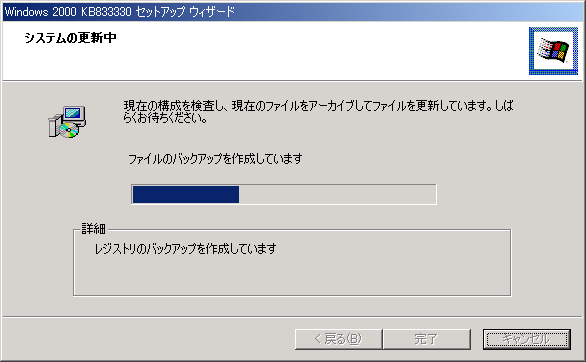 Windows 2000 KB833330 セットアップ ウィザード
システムの更新中
現在の構成を検査し、現在のファイルをアーカイブしてファイルを更新しています。しば
らくお待ちください。
ファイルのバックアップを作成しています
詳細
レジストリのバックアップを作成しています
< 戻る(B)
完了
キャンセル